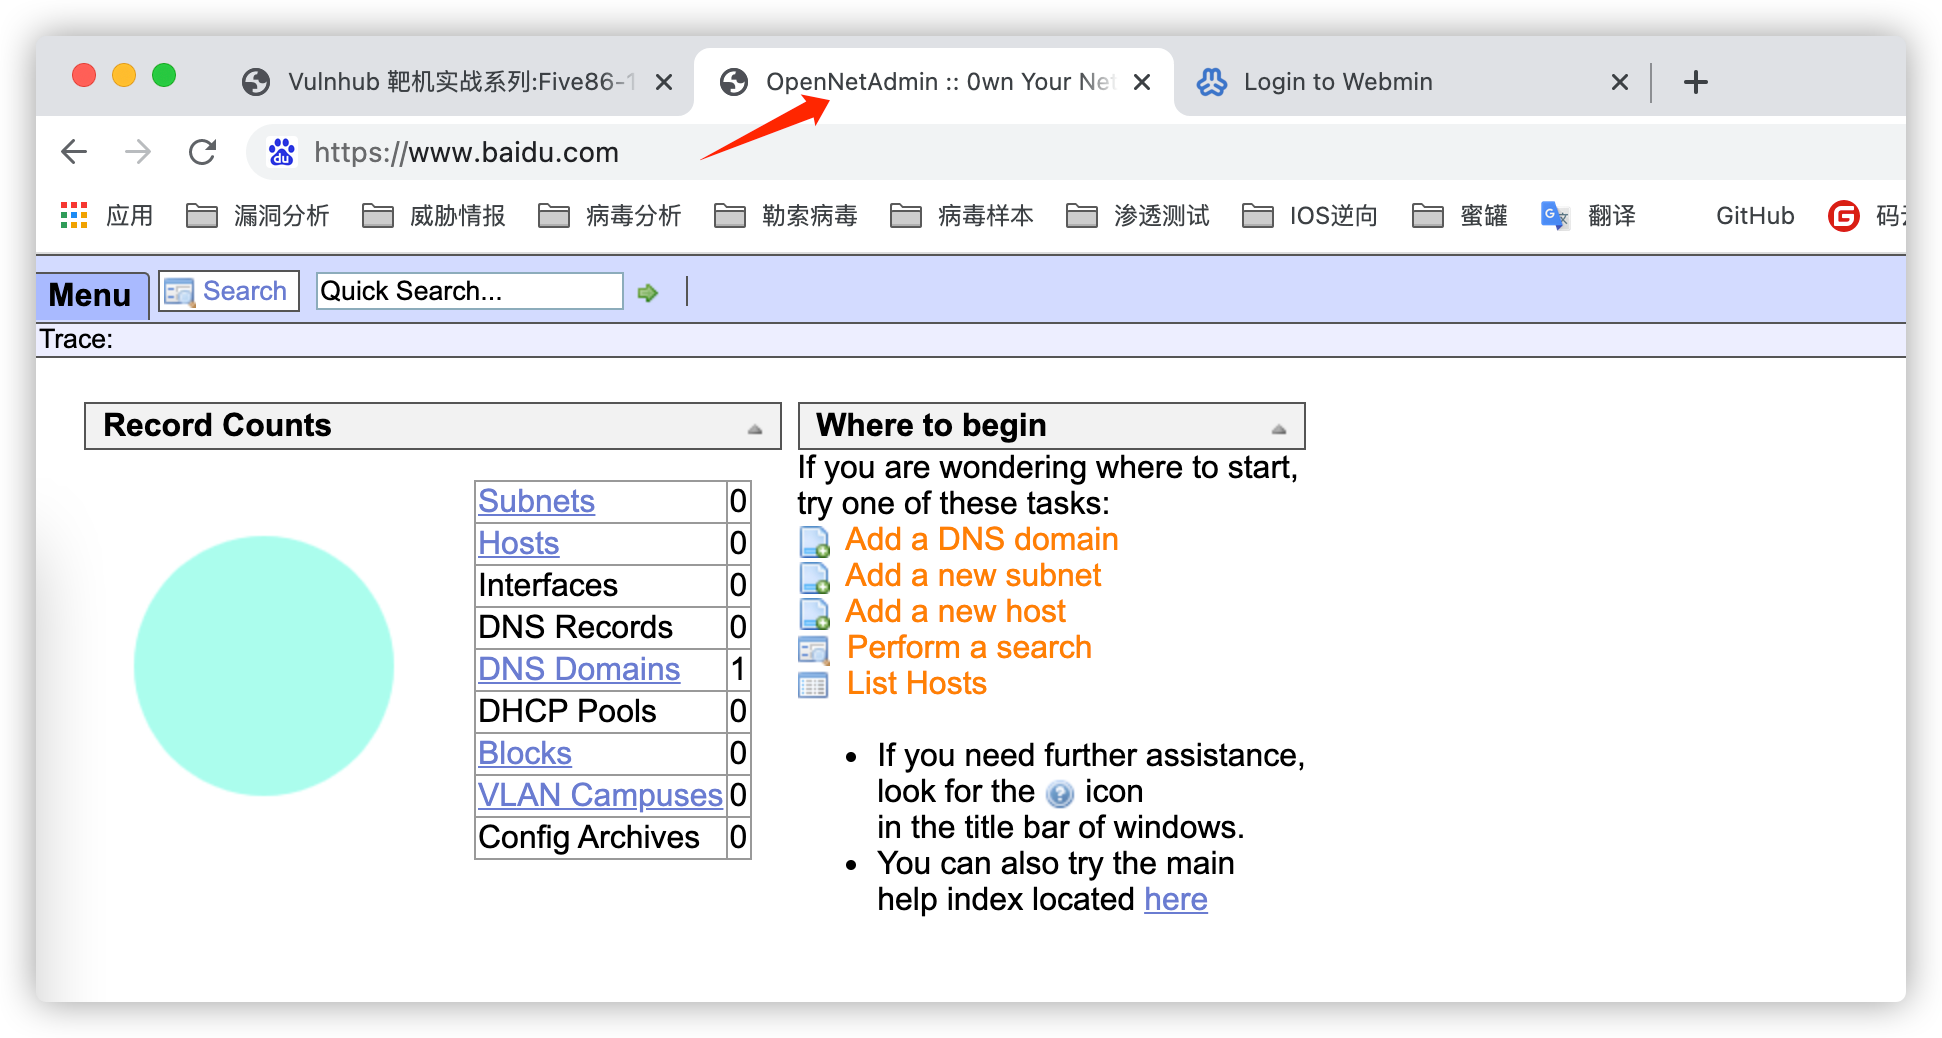 Vulnhub 靶机实战系列:Five86-1
OpenNetAdmin :: 0wn Your Net
Login to Webmin
https://www.baidu.com
应用 漏洞分析 威胁情报 病毒分析 勒索病毒 病毒样本 渗透测试 IOS逆向 蜜罐 翻译 GitHub 码
Menu Search Quick Search...
Trace:
Record Counts
Subnets 0
Hosts 0
Interfaces 0
DNS Records 0
DNS Domains 1
DHCP Pools 0
Blocks 0
VLAN Campuses 0
Config Archives 0
Where to begin
If you are wondering where to start,
try one of these tasks:
Add a DNS domain
Add a new subnet
Add a new host
Perform a search
List Hosts
If you need further assistance,
look for the icon
in the title bar of windows.
You can also try the main
help index located here